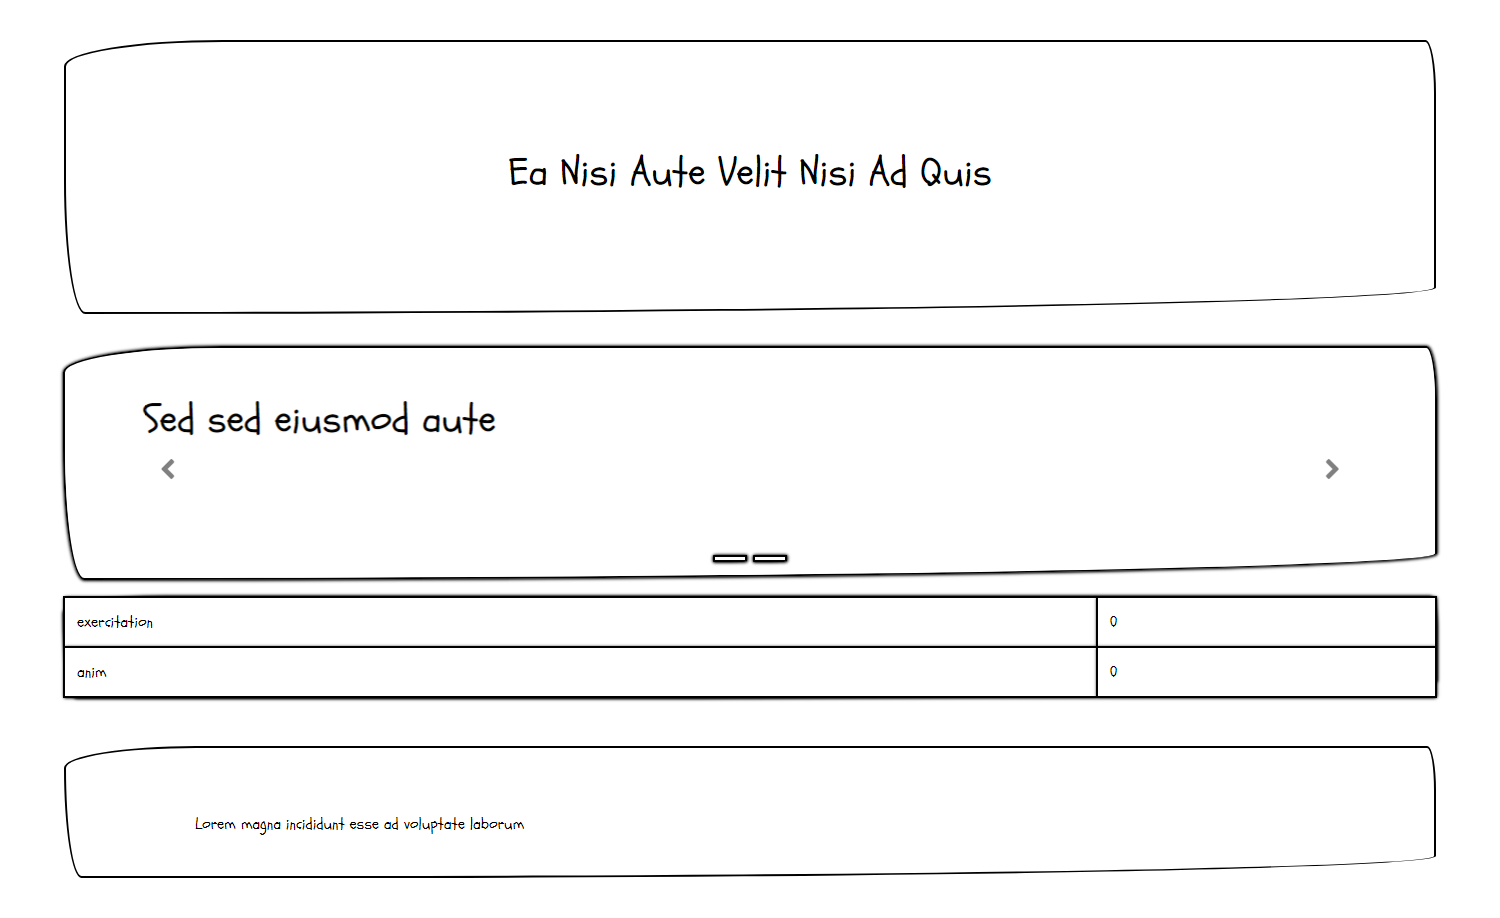 Ea Nisi Aute Velit Nisi Ad Quis
Sed sed eiusmod aute
exercitation 0
anim 0
Lorem magna incididunt esse ad voluptate laborum